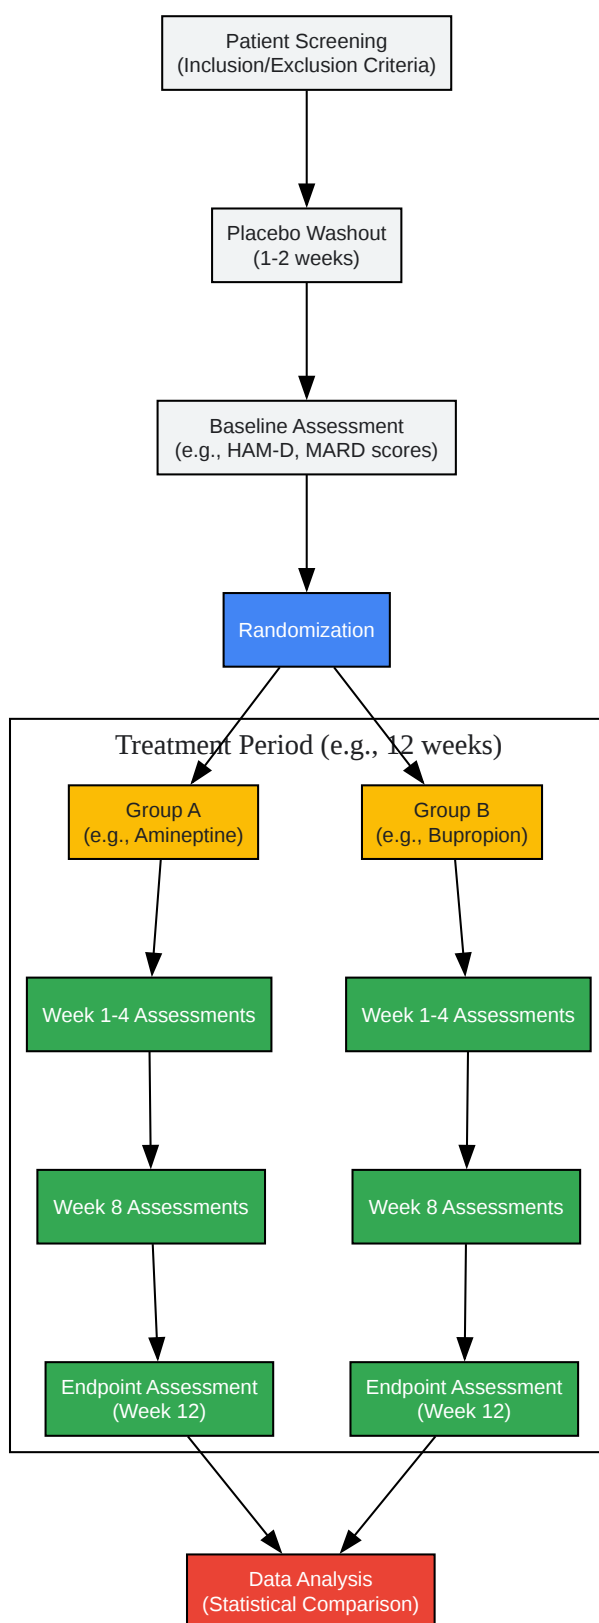 Patient Screening
(Inclusion/Exclusion Criteria)
Placebo Washout
(1-2 weeks)
Baseline Assessment
(e.g., HAM-D, MARD scores)
Randomization
Treatment Period (e.g., 12 weeks)
Group A
(e.g., Amineptine)
Group B
(e.g., Bupropion)
Week 1-4 Assessments
Week 1-4 Assessments
Week 8 Assessments
Week 8 Assessments
Endpoint Assessment
(Week 12)
Endpoint Assessment
(Week 12)
Data Analysis
(Statistical Comparison)